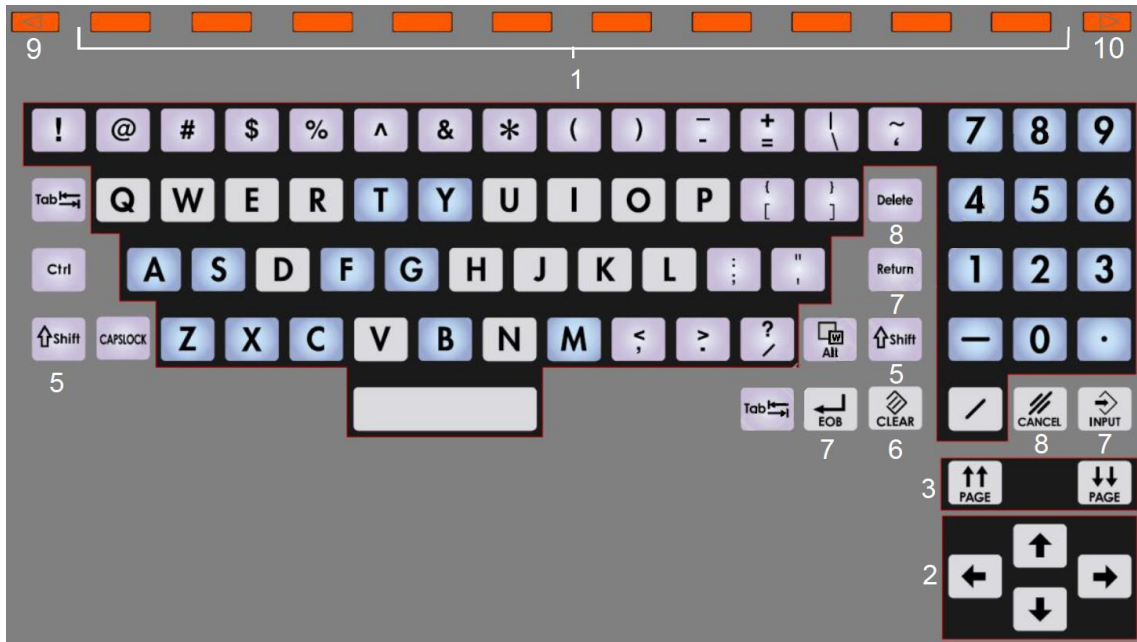 9 10
1
! @ # $ % ^ & * ( ) _ - + = | \ ~ ‘ 7 8 9
Tab Q W E R T Y U I O P { [ } ] Delete 4 5 6
8
Ctrl A S D F G H J K L : ; " ' Return 1 2 3
7
Shift CAPSLOCK Z X C V B N M < , > . ? / Alt W Shift — 0 .
5 5
Tab EOB CLEAR / CANCEL INPUT
7 6 8 7
3 PAGE PAGE
2